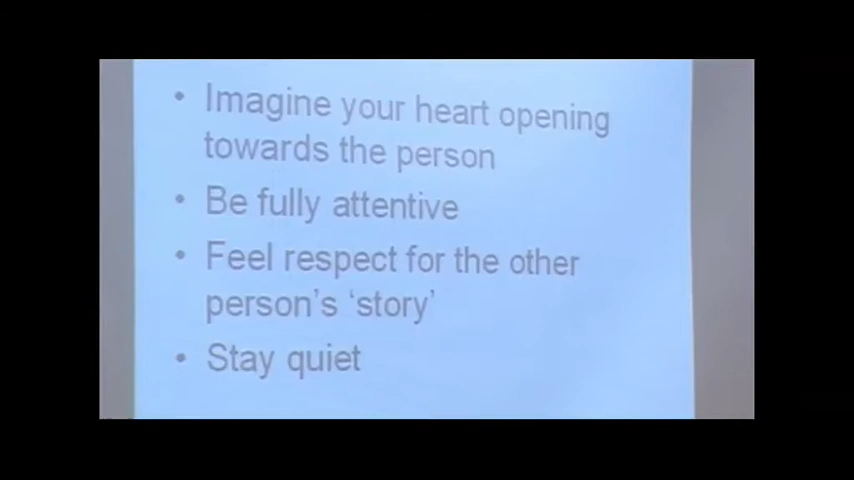 • Imagine your heart opening
towards the person
• Be fully attentive
• Feel respect for the other
person's 'story'
• Stay quiet